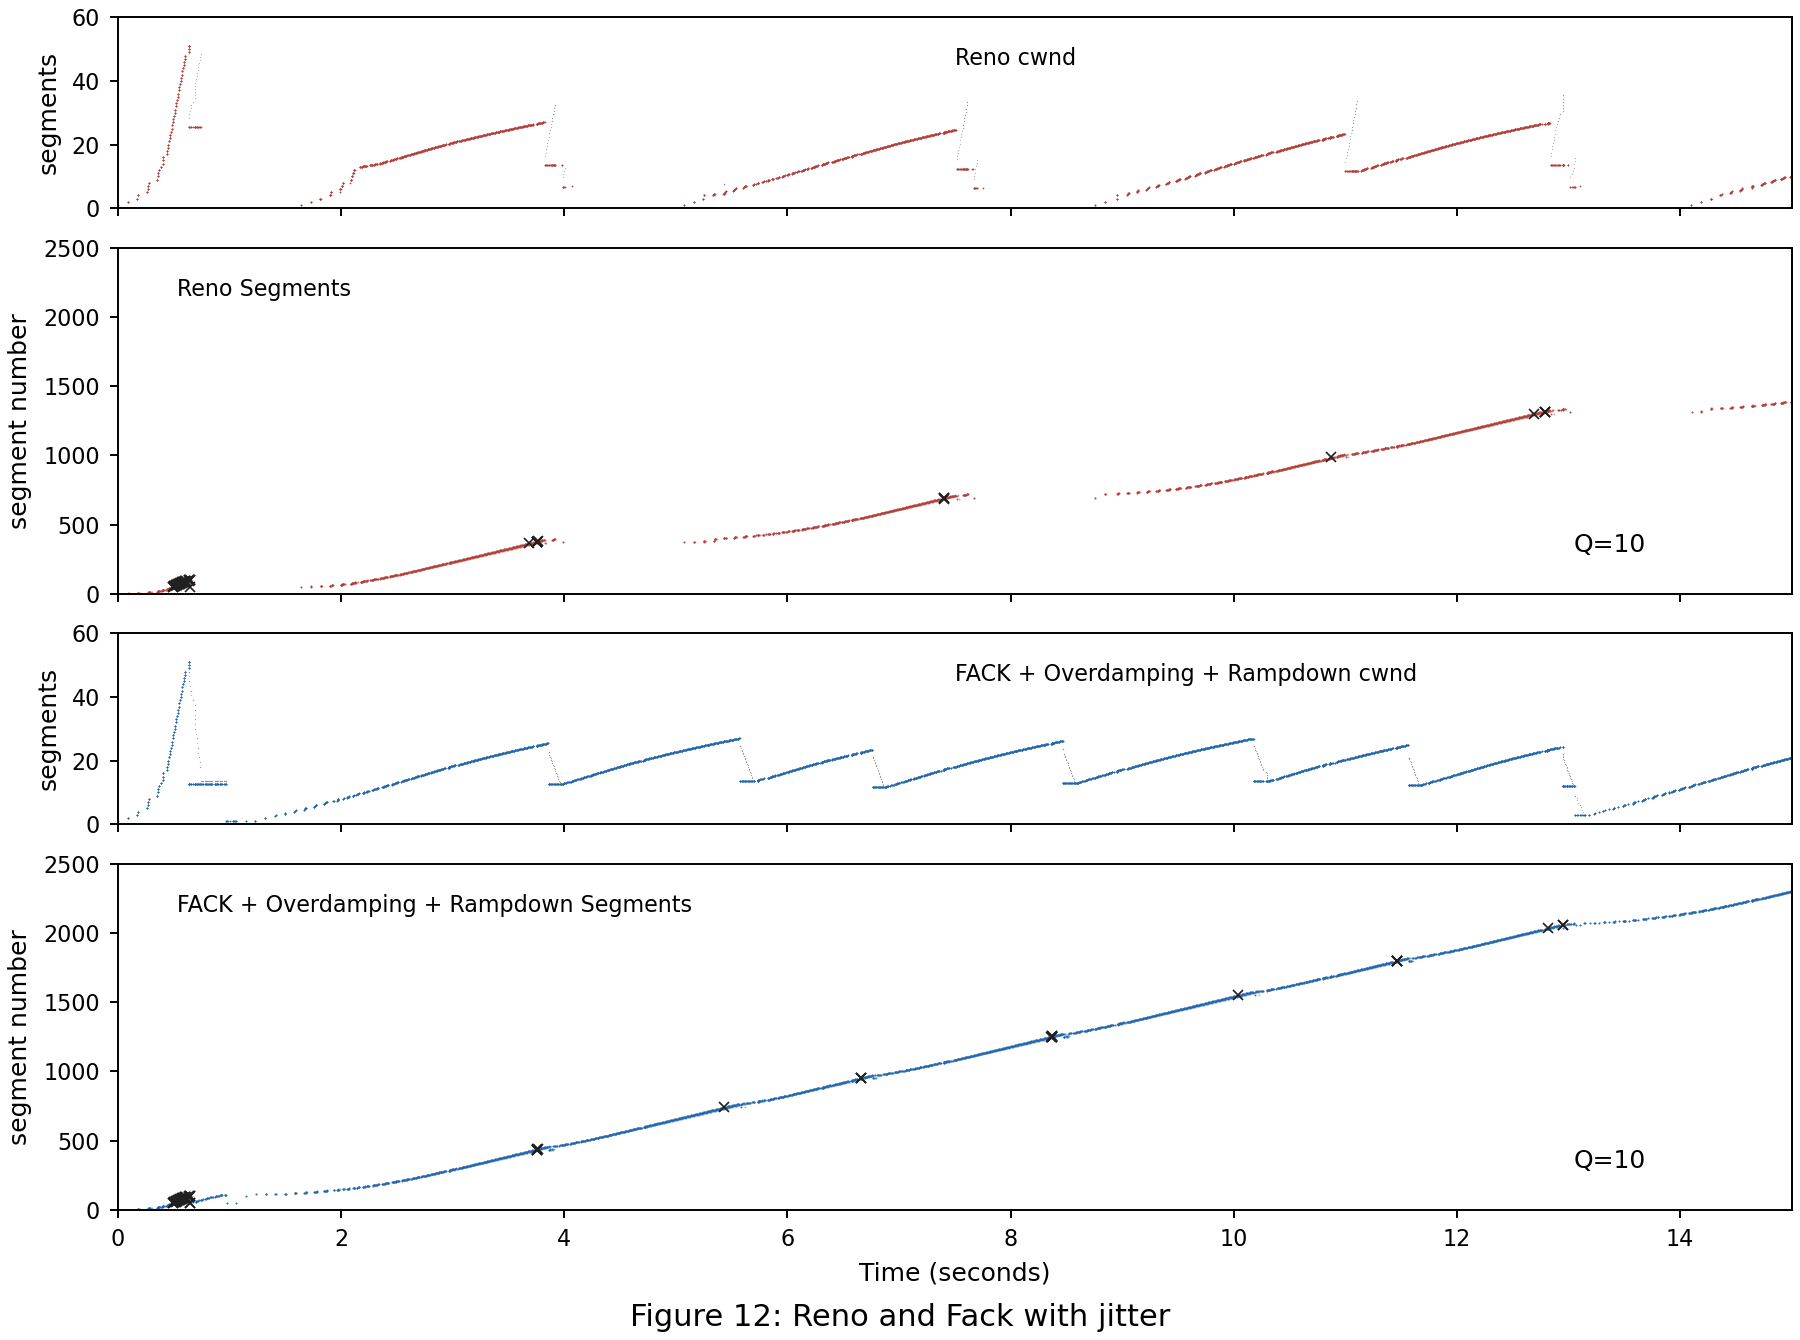 60
40
20
0
segments
Reno cwnd
2500
2000
1500
1000
500
0
segment number
Reno Segments
Q=10
60
40
20
0
segments
FACK + Overdamping + Rampdown cwnd
2500
2000
1500
1000
500
0
segment number
FACK + Overdamping + Rampdown Segments
Q=10
0 2 4 6 8 10 12 14
Time (seconds)
Figure 12: Reno and Fack with jitter